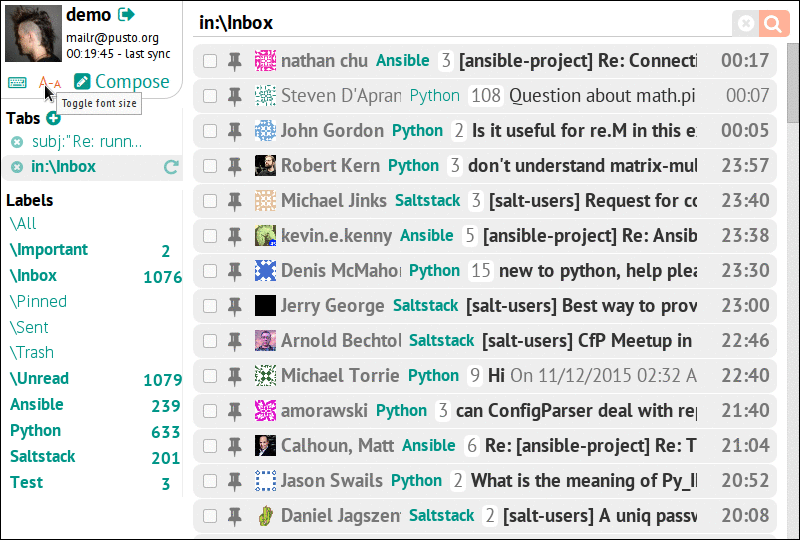 demo
mailr@pusto.org
00:19:45 - last sync
A-A
Compose
Toggle font size
Tabs
subj:"Re: runn...
in:\Inbox
Labels
\All
\Important 2
\Inbox 1076
\Pinned
\Sent
\Trash
\Unread 1079
Ansible 239
Python 633
Saltstack 201
Test 3
in:\Inbox
nathan chu Ansible 3 [ansible-project] Re: Connecti 00:17
Steven D'Apran Python 108 Question about math.pi 00:07
John Gordon Python 2 Is it useful for re.M in this e 00:05
Robert Kern Python 3 don't understand matrix-mul 23:57
Michael Jinks Saltstack 3 [salt-users] Request for co 23:40
kevin.e.kenny Ansible 5 [ansible-project] Re: Ansib 23:38
Denis McMahon Python 15 new to python, help plea 23:30
Jerry George Saltstack [salt-users] Best way to prov 23:00
Arnold Bechtol Saltstack [salt-users] CfP Meetup in 22:46
Michael Torrie Python 9 Hi On 11/12/2015 02:32 A 22:40
amorawski Python 3 can ConfigParser deal with rep 21:40
Calhoun, Matt Ansible 6 Re: [ansible-project] Re: T 21:04
Jason Swails Python 2 What is the meaning of Py_I 20:52
Daniel Jagszen Saltstack 2 [salt-users] A uniq passw 20:08